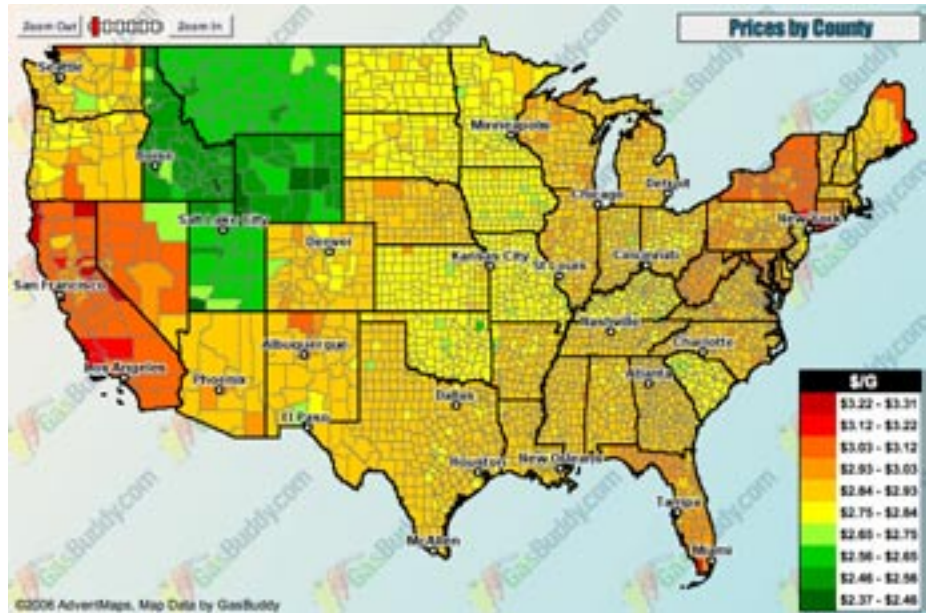 Zoom Out
Zoom In
Prices by County
Seattle
Boise
Minneapolis
Salt Lake City
Denver
Chicago
Detroit
New York
San Francisco
Kansas City
St Louis
Cincinnati
Nashville
Charlotte
Los Angeles
Phoenix
Albuquerque
Atlanta
El Paso
Dallas
Houston
New Orleans
Tampa
McAllen
Miami
$/G
$3.22 - $3.31
$3.12 - $3.22
$3.03 - $3.12
$2.93 - $3.03
$2.84 - $2.93
$2.75 - $2.84
$2.65 - $2.75
$2.56 - $2.65
$2.46 - $2.56
$2.37 - $2.46
GasBuddy.com
©2006 AdventMaps, Map Data by GasBuddy